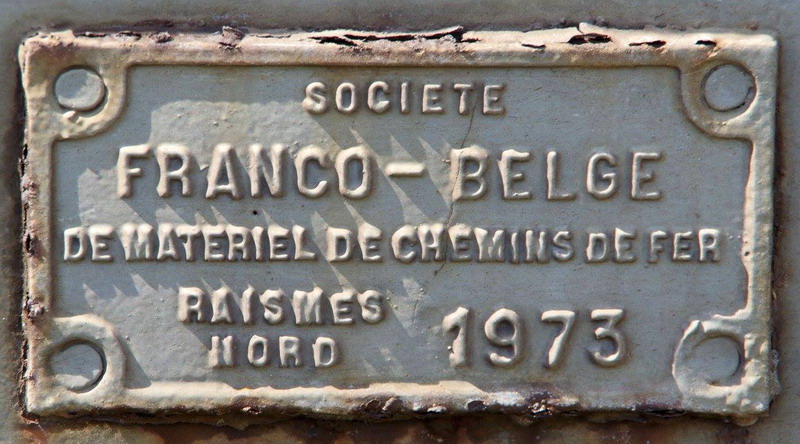 SOCIETE
FRANCO-BELGE
DE MATERIEL DE CHEMINS DE FER
RAISMES
NORD
1973